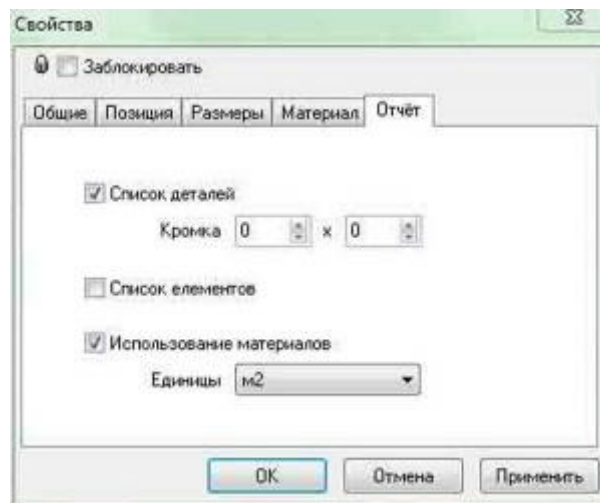 Свойства
Заблокировать
Общие Позиция Размеры Материал Отчёт
Список деталей
Кромка 0 x 0
Список елементов
Использование материалов
Единицы м2
OK Отмена Применить